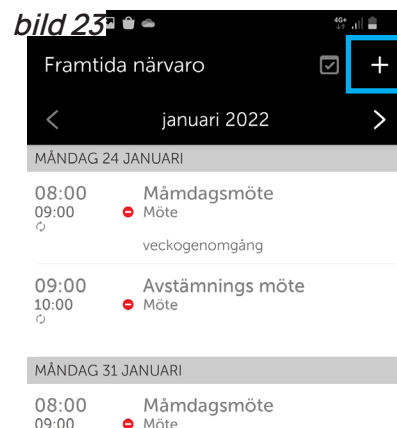 bild 23
4G+
Framtida närvaro
+
< januari 2022 >
MÅNDAG 24 JANUARI
08:00 Måmdagsmöte
09:00 Möte
veckogenomgång
09:00 Avstämnings möte
10:00 Möte
MÅNDAG 31 JANUARI
08:00 Måmdagsmöte
09:00 Möte